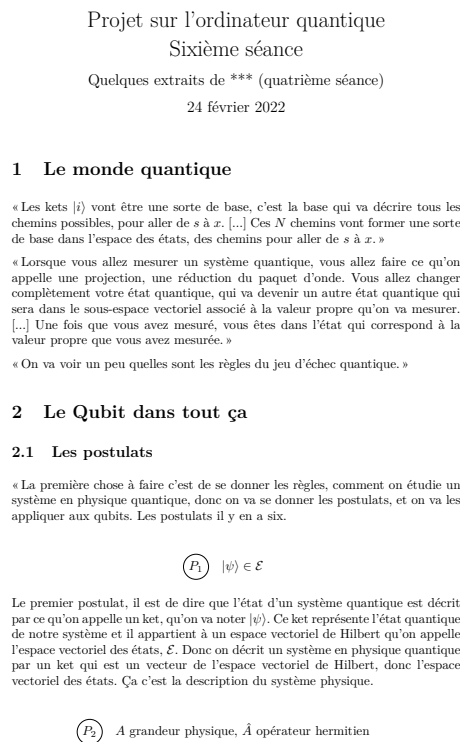 Projet sur l'ordinateur quantique
Sixième séance
Quelques extraits de *** (quatrième séance)
24 février 2022
1 Le monde quantique
« Les kets |i⟩ vont être une sorte de base, c'est la base qui va décrire tous les
chemins possibles, pour aller de s à x. [...] Ces N chemins vont former une sorte
de base dans l'espace des états, des chemins pour aller de s à x. »
« Lorsque vous allez mesurer un système quantique, vous allez faire ce qu'on
appelle une projection, une réduction du paquet d'onde. Vous allez changer
complètement votre état quantique, qui va devenir un autre état quantique qui
sera dans le sous-espace vectoriel associé à la valeur propre qu'on va mesurer.
[...] Une fois que vous avez mesuré, vous êtes dans l'état qui correspond à la
valeur propre que vous avez mesurée. »
« On va voir un peu quelles sont les règles du jeu d'échec quantique. »
2 Le Qubit dans tout ça
2.1 Les postulats
« La première chose à faire c'est de se donner les règles, comment on étudie un
système en physique quantique, donc on va se donner les postulats, et on va les
appliquer aux qubits. Les postulats il y en a six.
P₁ |ψ⟩ ∈ ℰ
Le premier postulat, il est de dire que l'état d'un système quantique est décrit
par ce qu'on appelle un ket, qu'on va noter |ψ⟩. Ce ket représente l'état quantique
de notre système et il appartient à un espace vectoriel de Hilbert qu'on appelle
l'espace vectoriel des états, ℰ. Donc on décrit un système en physique quantique
par un ket qui est un vecteur de l'espace vectoriel de Hilbert, donc l'espace
vectoriel des états. Ça c'est la description du système physique.
P₂ A grandeur physique, Â opérateur hermitien